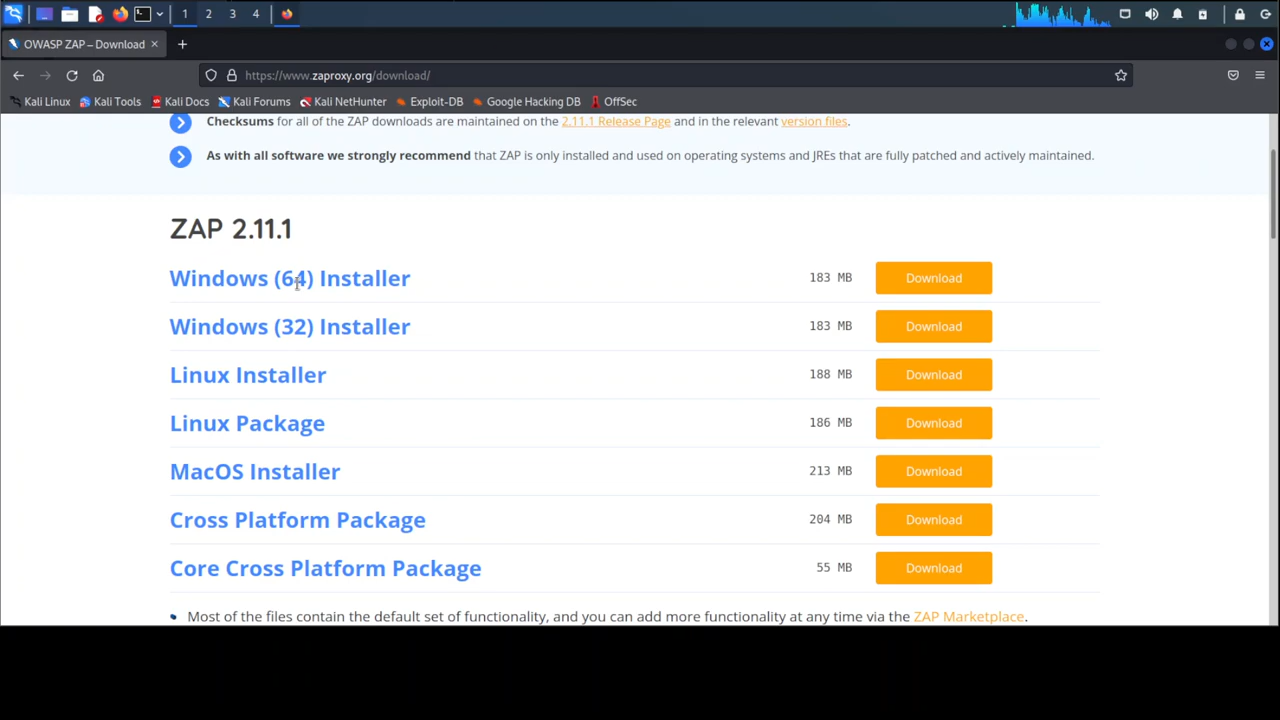 1 2 3 4
OWASP ZAP – Download
https://www.zaproxy.org/download/
Kali Linux Kali Tools Kali Docs Kali Forums Kali NetHunter Exploit-DB Google Hacking DB OffSec
Checksums for all of the ZAP downloads are maintained on the 2.11.1 Release Page and in the relevant version files.
As with all software we strongly recommend that ZAP is only installed and used on operating systems and JREs that are fully patched and actively maintained.
ZAP 2.11.1
Windows (64) Installer 183 MB Download
Windows (32) Installer 183 MB Download
Linux Installer 188 MB Download
Linux Package 186 MB Download
MacOS Installer 213 MB Download
Cross Platform Package 204 MB Download
Core Cross Platform Package 55 MB Download
Most of the files contain the default set of functionality, and you can add more functionality at any time via the ZAP Marketplace.